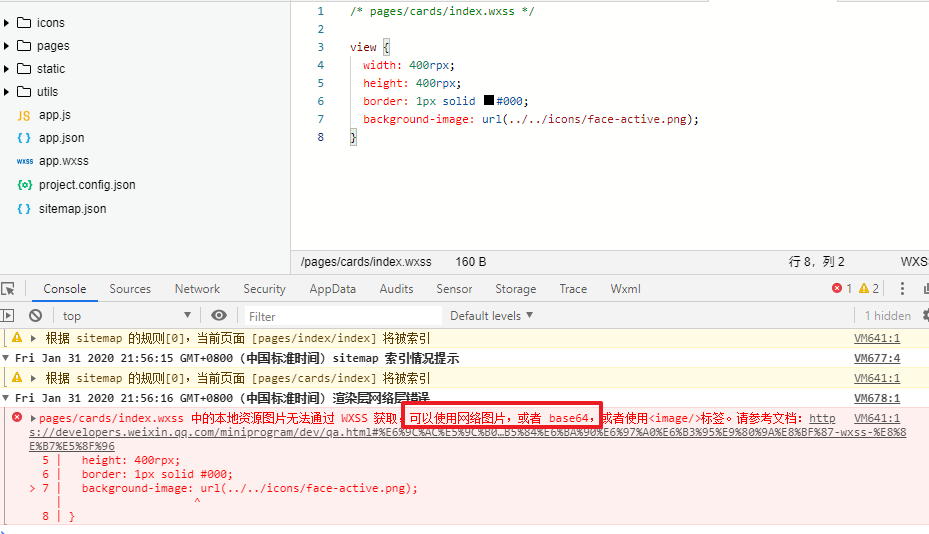 icons
pages
static
utils
JS app.js
{ } app.json
wxss app.wxss
{o} project.config.json
{ } sitemap.json
1 /* pages/cards/index.wxss */
2
3 view {
4 width: 400rpx;
5 height: 400rpx;
6 border: 1px solid #000;
7 background-image: url(../../icons/face-active.png);
8 }
/pages/cards/index.wxss 160 B 行 8，列 2 WXS
Console Sources Network Security AppData Audits Sensor Storage Trace Wxml 1 2
top Filter Default levels 1 hidden
根据 sitemap 的规则[0]，当前页面 [pages/index/index] 将被索引 VM641:1
Fri Jan 31 2020 21:56:15 GMT+0800 (中国标准时间) sitemap 索引情况提示 VM677:4
根据 sitemap 的规则[0]，当前页面 [pages/cards/index] 将被索引 VM641:1
Fri Jan 31 2020 21:56:16 GMT+0800 (中国标准时间) 渲染层网络层错误 VM678:1
pages/cards/index.wxss 中的本地资源图片无法通过 WXSS 获取，可以使用网络图片，或者 base64，或者使用<image/>标签。请参考文档：http VM641:1
s://developers.weixin.qq.com/miniprogram/dev/qa.html#%E6%9C%AC%E5%9C%B0…B5%84%E6%BA%90%E6%97%A0%E6%B3%95%E9%80%9A%E8%BF%87-wxss-%E8%8
E%B7%E5%8F%96
5 | height: 400rpx;
6 | border: 1px solid #000;
> 7 | background-image: url(../../icons/face-active.png);
| ^
8 | }